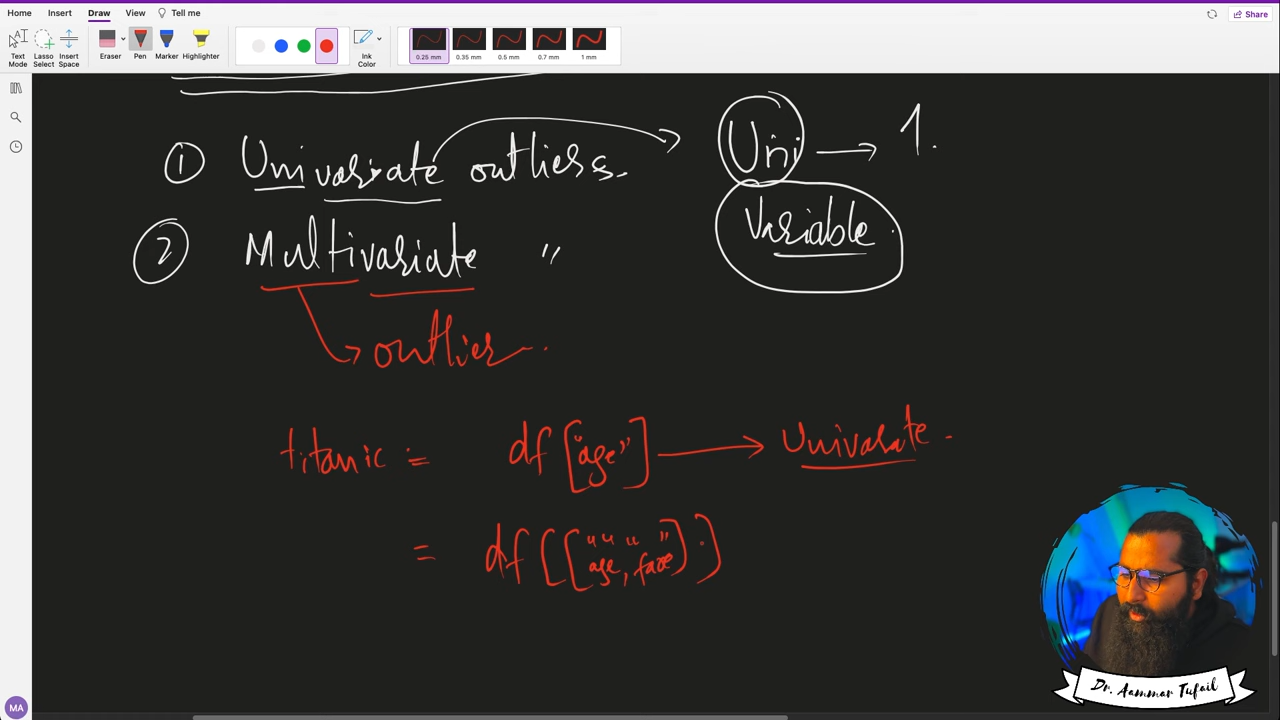 Home Insert Draw View Tell me
Share
Text Mode
Lasso Select
Insert Space
Eraser
Pen
Marker
Highlighter
Ink Color
0.25 mm
0.35 mm
0.5 mm
0.7 mm
1 mm
① Univariate outliers.
Uni → 1.
Variable
② Multivariate "
→ outlier.
titanic = df["age"] → Univarate.
= df[["age", "fare"]]
Dr. Aammar Tufail
MA